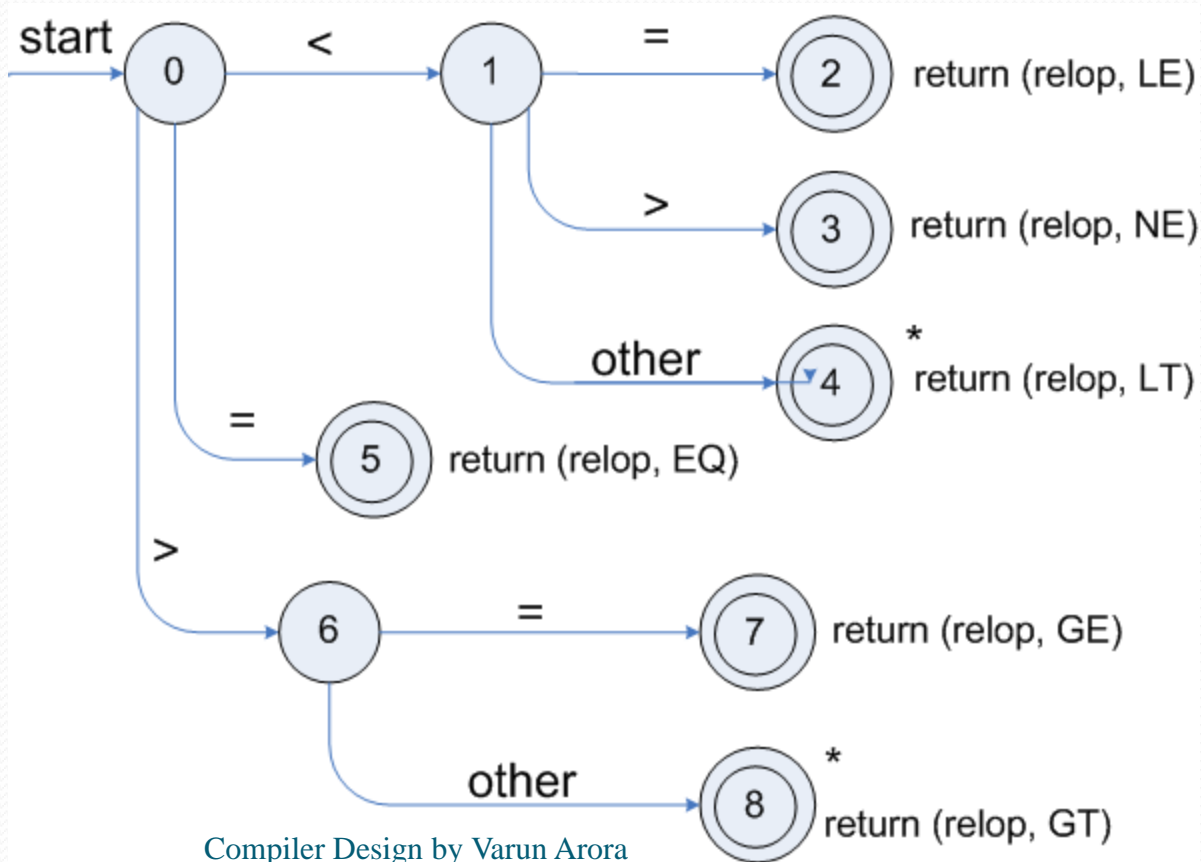 start
0
<
1
=
2
return (relop, LE)
>
3
return (relop, NE)
other
4
*
return (relop, LT)
=
5
return (relop, EQ)
>
6
=
7
return (relop, GE)
other
8
*
return (relop, GT)
Compiler Design by Varun Arora